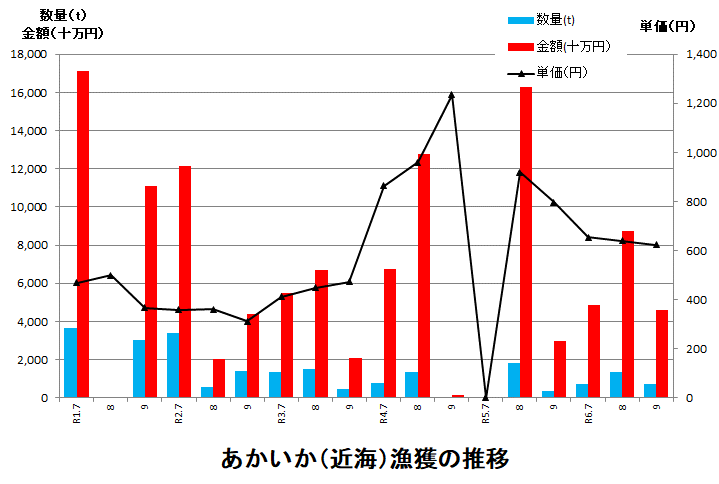 数量(t)
金額(十万円)
単価(円)
数量(t)
金額(十万円)
単価(円)
18,000
16,000
14,000
12,000
10,000
8,000
6,000
4,000
2,000
0
1,400
1,200
1,000
800
600
400
200
0
R1.7
8
9
R2.7
8
9
R3.7
8
9
R4.7
8
9
R5.7
8
9
R6.7
8
9
あかいか(近海)漁獲の推移